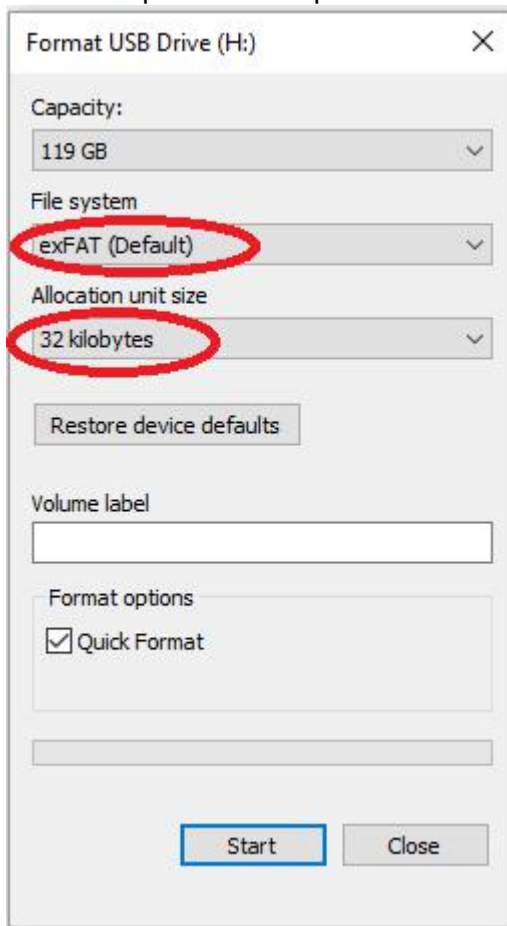 Format USB Drive (H:)
Capacity:
119 GB
File system
exFAT (Default)
Allocation unit size
32 kilobytes
Restore device defaults
Volume label
Format options
Quick Format
Start Close